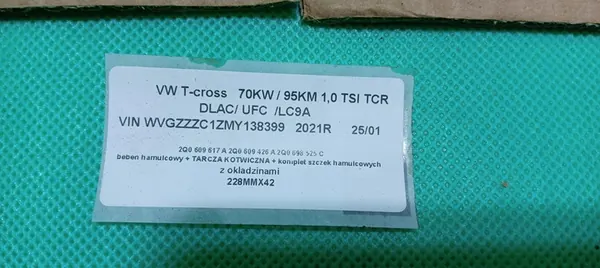 VW T-cross 70KW / 95KM 1,0 TSI TCR
DLAC/ UFC /LC9A
VIN WVGZZZC1ZMY138399 2021R 25/01
2Q0 609 617 A 2Q0 609 426 A 2Q0 698 525 C
beben hamulcowy + TARCZA KOTWICZNA + komplet szczek hamulcowych
z okladzinami
228MMX42